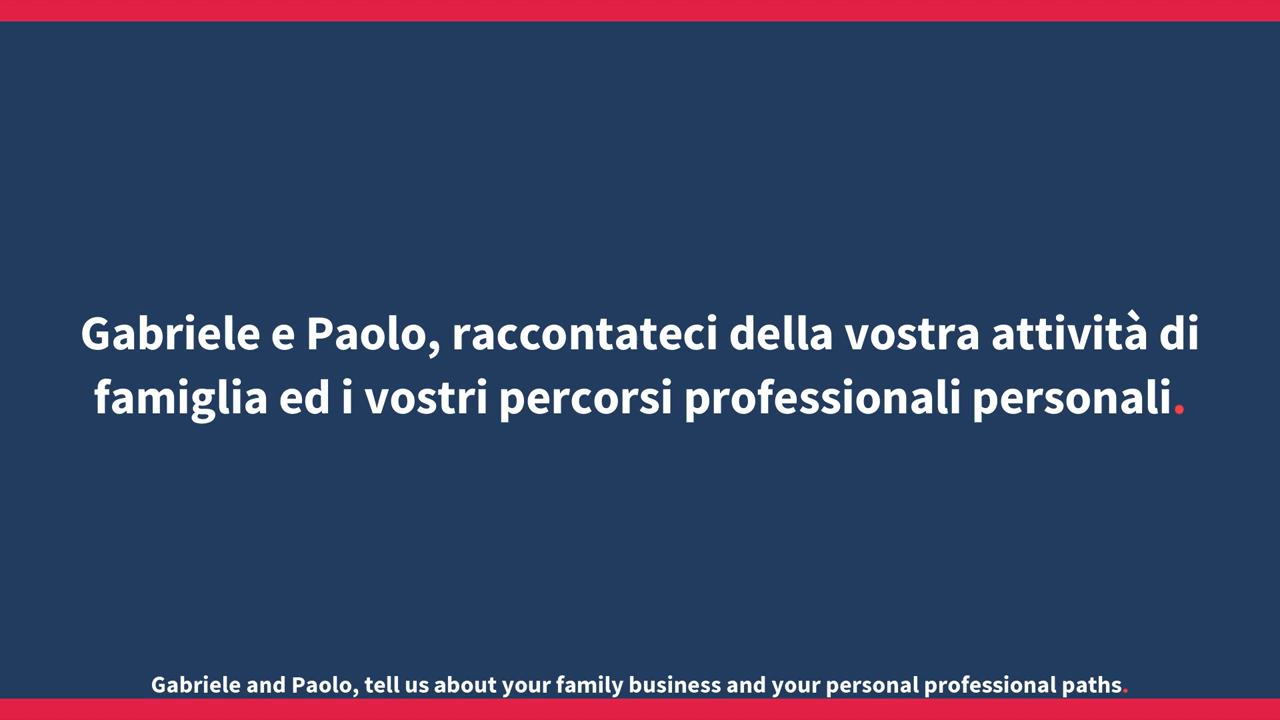 Gabriele e Paolo, raccontateci della vostra attività di
famiglia ed i vostri percorsi professionali personali.
Gabriele and Paolo, tell us about your family business and your personal professional paths.